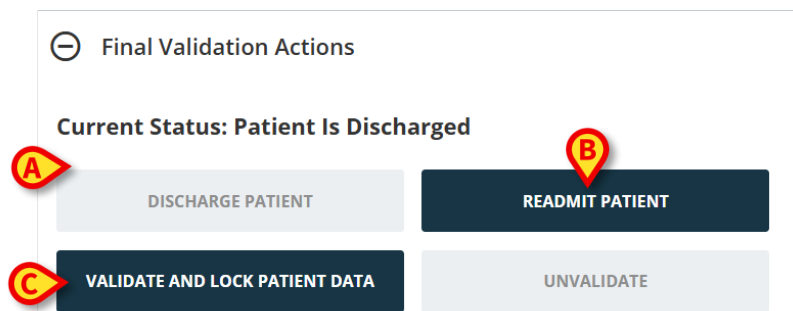 Final Validation Actions
Current Status: Patient Is Discharged
A
B
DISCHARGE PATIENT
READMIT PATIENT
C
VALIDATE AND LOCK PATIENT DATA
UNVALIDATE